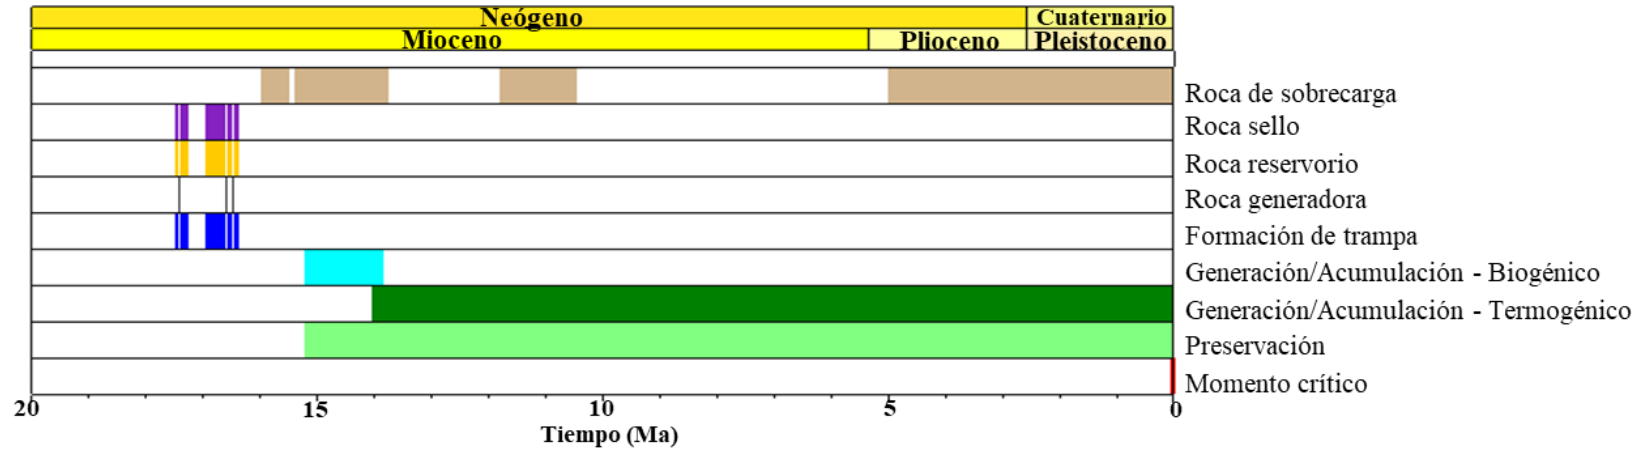 Neógeno
Cuaternario
Mioceno
Plioceno
Pleistoceno
Roca de sobrecarga
Roca sello
Roca reservorio
Roca generadora
Formación de trampa
Generación/Acumulación - Biogénico
Generación/Acumulación - Termogénico
Preservación
Momento crítico
20
15
10
5
0
Tiempo (Ma)